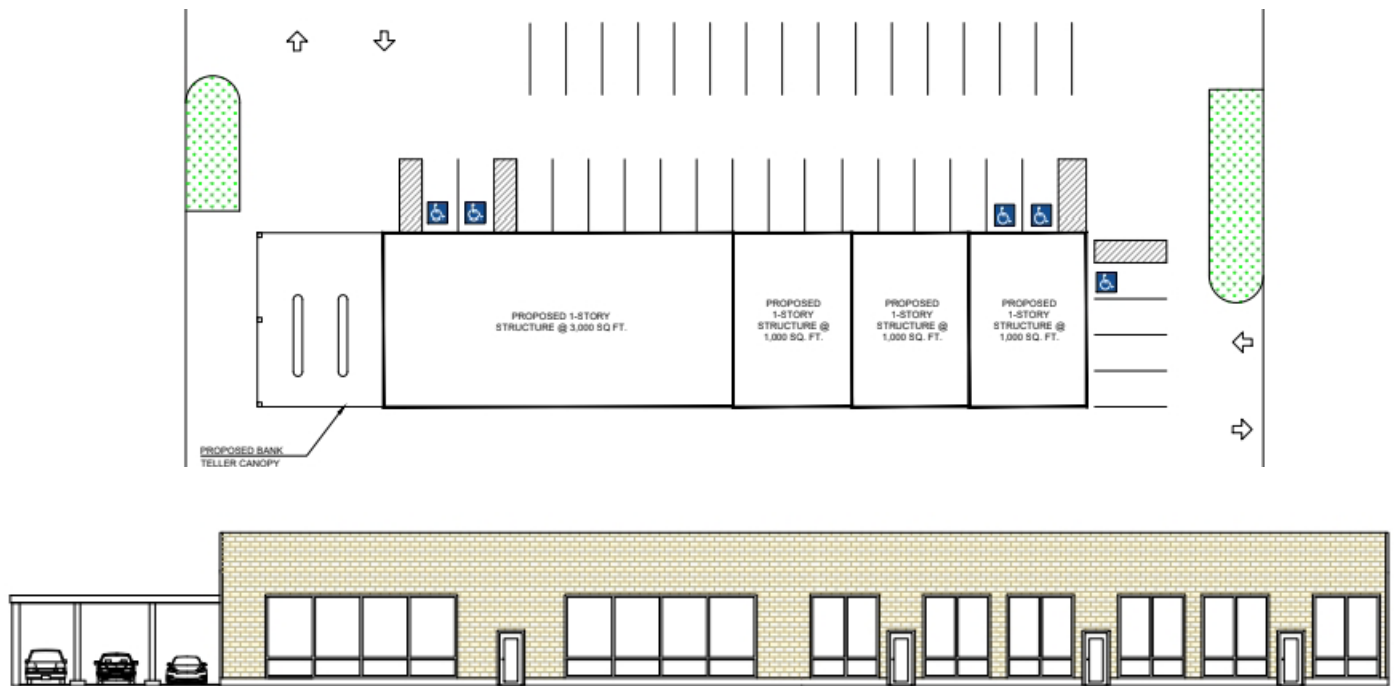 PROPOSED 1-STORY
STRUCTURE @ 3,000 SQ FT.
PROPOSED
1-STORY
STRUCTURE @
1,000 SQ. FT.
PROPOSED
1-STORY
STRUCTURE @
1,000 SQ. FT.
PROPOSED
1-STORY
STRUCTURE @
1,000 SQ. FT.
PROPOSED BANK
TELLER CANOPY